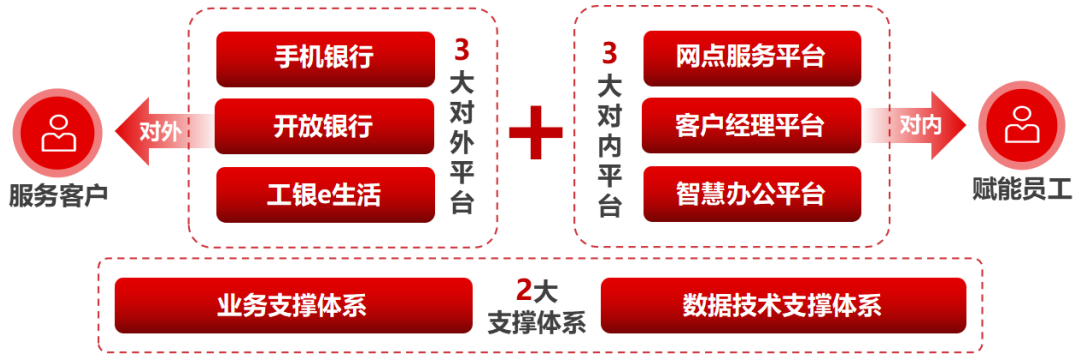 服务客户
对外
手机银行
开放银行
工银e生活
3大对外平台
3大对内平台
网点服务平台
客户经理平台
智慧办公平台
对内
赋能员工
业务支撑体系
2大
支撑体系
数据技术支撑体系